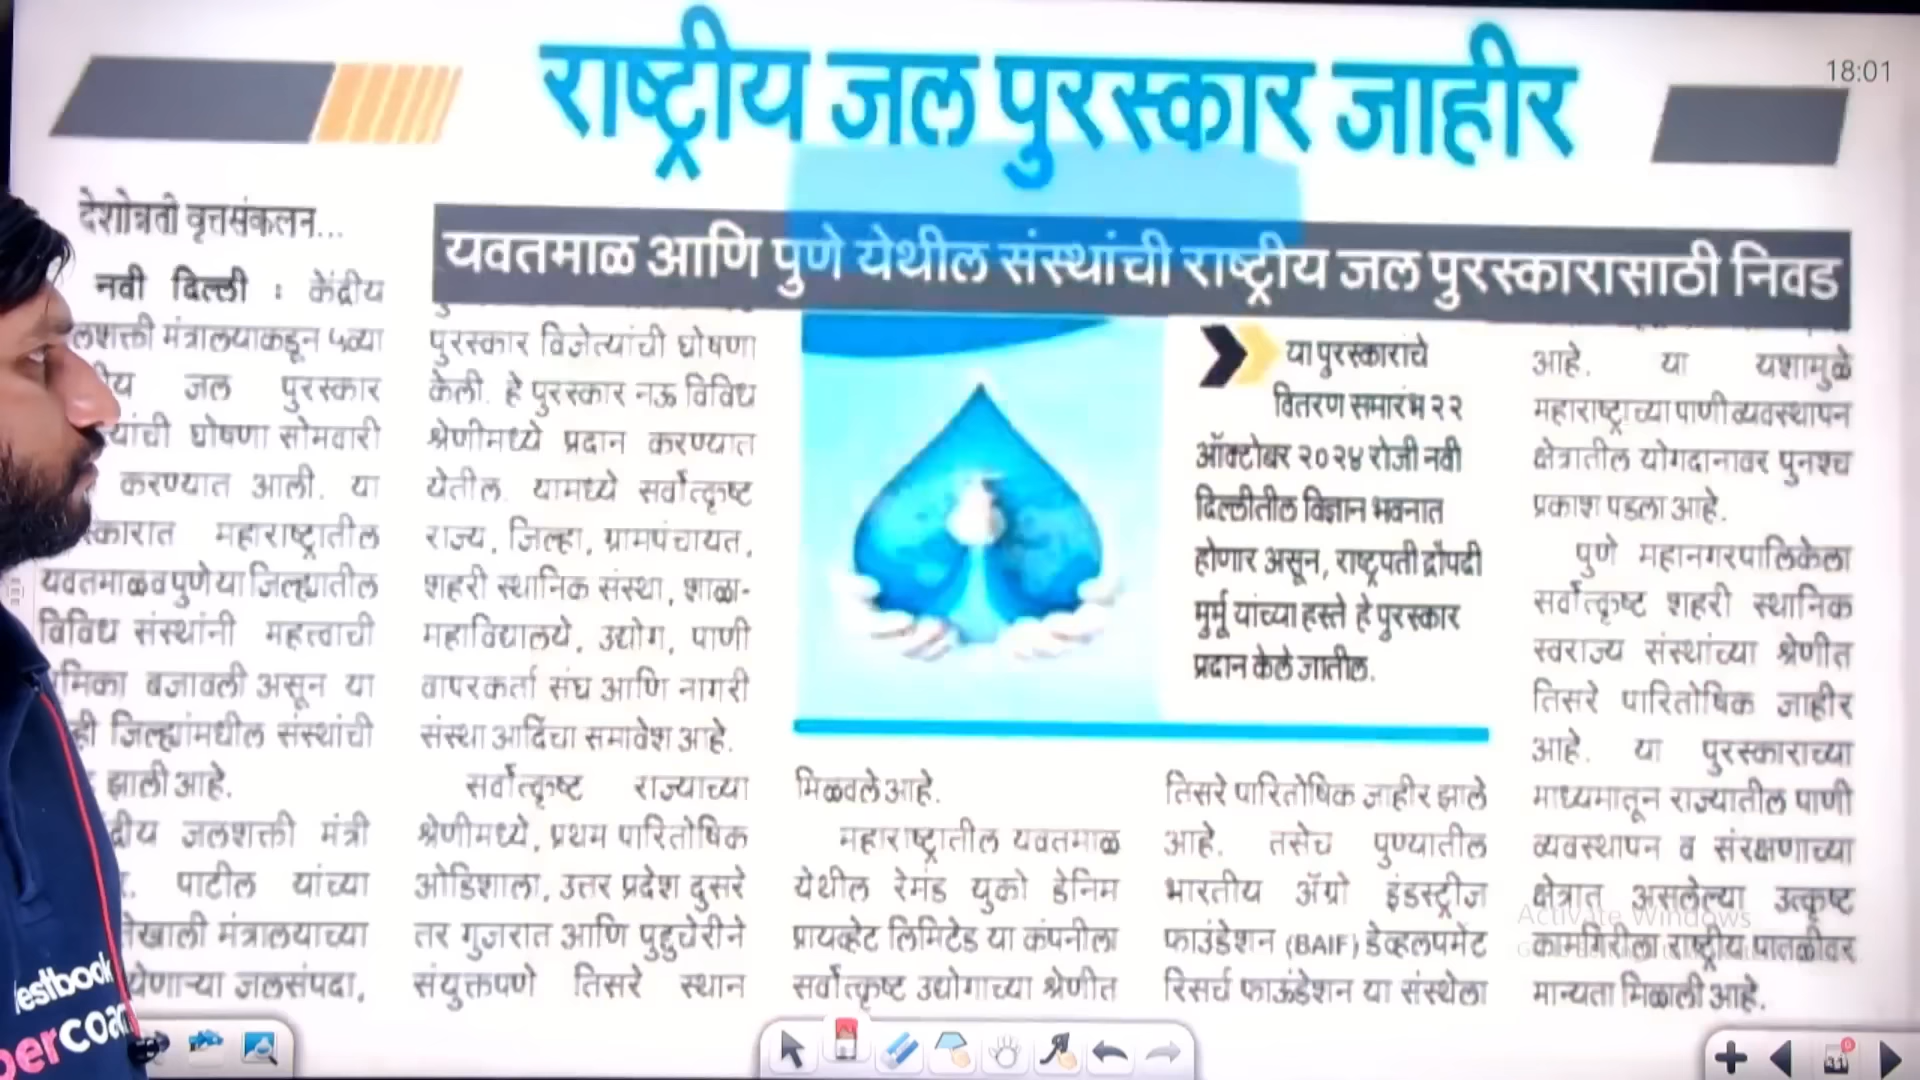 राष्ट्रीय जल पुरस्कार जाहीर
18:01
यवतमाळ आणि पुणे येथील संस्थांची राष्ट्रीय जल पुरस्कारासाठी निवड
देशोन्नती वृत्तसंकलन...
नवी दिल्ली : केंद्रीय
लशक्ती मंत्रालयाकडून ५व्या
ीय जल पुरस्कार
यांची घोषणा सोमवारी
करण्यात आली. या
स्कारात महाराष्ट्रातील
यवतमाळ व पुणे या जिल्ह्यातील
विविध संस्थांनी महत्वाची
मिका बजावली असून या
ही जिल्ह्यांमधील संस्थांची
झाली आहे.
द्रीय जलशक्ती मंत्री
. पाटील यांच्या
खाली मंत्रालयाच्या
येणाऱ्या जलसंपदा,
पुरस्कार विजेत्यांची घोषणा
केली. हे पुरस्कार नऊ विविध
श्रेणीमध्ये प्रदान करण्यात
येतील. यामध्ये सर्वोत्कृष्ट
राज्य, जिल्हा, ग्रामपंचायत,
शहरी स्थानिक संस्था, शाळा-
महाविद्यालये, उद्योग, पाणी
वापरकर्ता संघ आणि नागरी
संस्था आदिंचा समावेश आहे.
सर्वोत्कृष्ट राज्याच्या
श्रेणीमध्ये, प्रथम पारितोषिक
ओडिशाला, उत्तर प्रदेश दुसरे
तर गुजरात आणि पुद्दुचेरीने
संयुक्तपणे तिसरे स्थान
मिळवले आहे.
महाराष्ट्रातील यवतमाळ
येथील रेमंड युको डेनिम
प्रायव्हेट लिमिटेड या कंपनीला
सर्वोत्कृष्ट उद्योगाच्या श्रेणीत
या पुरस्काराचे
वितरण समारंभ २२
ऑक्टोबर २०२४ रोजी नवी
दिल्लीतील विज्ञान भवनात
होणार असून, राष्ट्रपती द्रौपदी
मुर्मू यांच्या हस्ते हे पुरस्कार
प्रदान केले जातील.
तिसरे पारितोषिक जाहीर झाले
आहे. तसेच पुण्यातील
भारतीय अ‍ॅग्रो इंडस्ट्रीज
फाउंडेशन (BAIF) डेव्हलपमेंट
रिसर्च फाऊंडेशन या संस्थेला
आहे. या यशामुळे
महाराष्ट्राच्या पाणी व्यवस्थापन
क्षेत्रातील योगदानावर पुनश्च
प्रकाश पडला आहे.
पुणे महानगरपालिकेला
सर्वोत्कृष्ट शहरी स्थानिक
स्वराज्य संस्थांच्या श्रेणीत
तिसरे पारितोषिक जाहीर
आहे. या पुरस्काराच्या
माध्यमातून राज्यातील पाणी
व्यवस्थापन व संरक्षणाच्या
क्षेत्रात असलेल्या उत्कृष्ट
कामगिरीला राष्ट्रीय पातळीवर
मान्यता मिळाली आहे.
Activate Windows
testbook
percoac